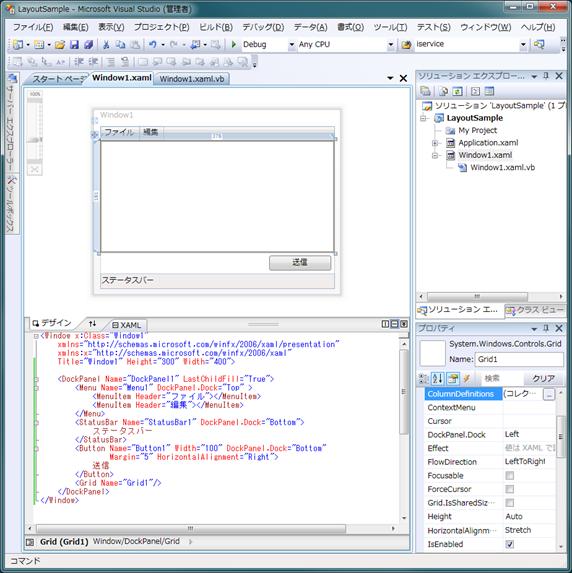 LayoutSample - Microsoft Visual Studio (管理者)
ファイル(F) 編集(E) 表示(V) プロジェクト(P) ビルド(B) デバッグ(D) データ(A) 書式(O) ツール(T) テスト(S) ウィンドウ(W) ヘルプ(H)
Debug Any CPU iservice
サーバー エクスプローラー
ツールボックス
スタート ページ Window1.xaml Window1.xaml.vb
100%
Window1
ファイル 編集
376
送信
ステータスバー
デザイン XAML
<Window x:Class="Window1"
xmlns="http://schemas.microsoft.com/winfx/2006/xaml/presentation"
xmlns:x="http://schemas.microsoft.com/winfx/2006/xaml"
Title="Window1" Height="300" Width="400">
<DockPanel Name="DockPanel1" LastChildFill="True">
<Menu Name="Menu1" DockPanel.Dock="Top" >
<MenuItem Header="ファイル"></MenuItem>
<MenuItem Header="編集"></MenuItem>
</Menu>
<StatusBar Name="StatusBar1" DockPanel.Dock="Bottom">
ステータスバー
</StatusBar>
<Button Name="Button1" Width="100" DockPanel.Dock="Bottom"
Margin="5" HorizontalAlignment="Right">
送信
</Button>
<Grid Name="Grid1"/>
</DockPanel>
</Window>
Grid (Grid1) Window/DockPanel/Grid
コマンド
ソリューション エクスプロー...
ソリューション 'LayoutSample' (1 プ
LayoutSample
My Project
Application.xaml
Window1.xaml
Window1.xaml.vb
ソリューション エ... クラス ビュー
プロパティ
System.Windows.Controls.Grid
Name: Grid1
検索 クリア
ColumnDefinitions (コレク... ...
ContextMenu
Cursor
DockPanel.Dock Left
Effect 値は XAML で
FlowDirection LeftToRight
Focusable
ForceCursor
Grid.IsSharedSiz...
Height Auto
HorizontalAlignm... Stretch
IsEnabled